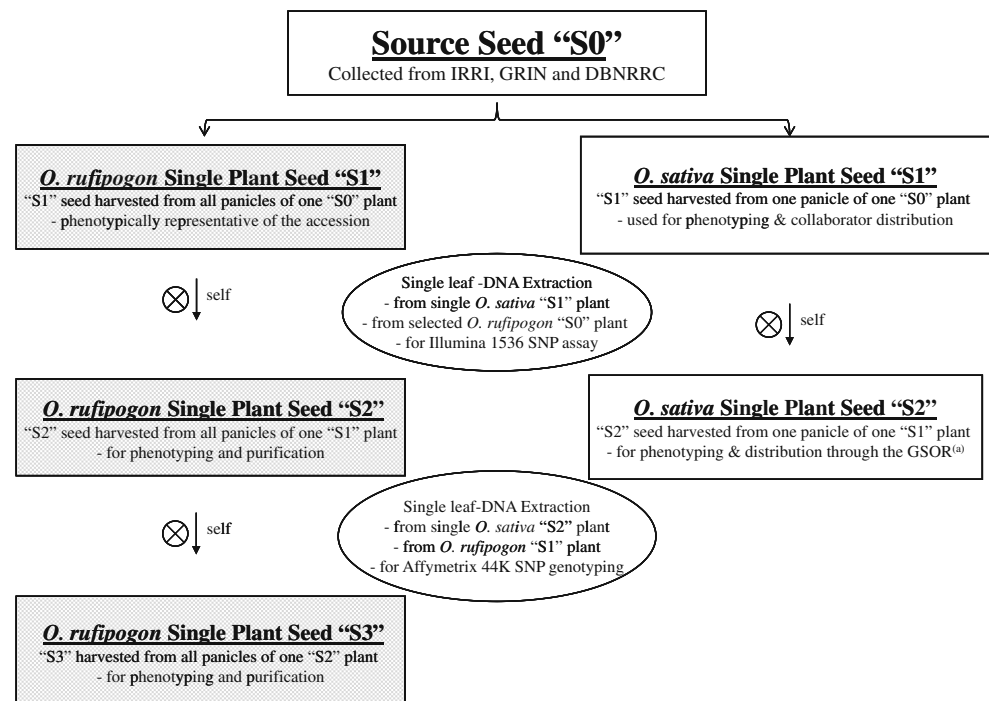 Source Seed “S0”
Collected from IRRI, GRIN and DBNRRC
O. rufipogon Single Plant Seed “S1”
“S1” seed harvested from all panicles of one “S0” plant
- phenotypically representative of the accession
O. sativa Single Plant Seed “S1”
“S1” seed harvested from one panicle of one “S0” plant
- used for phenotyping & collaborator distribution
self
Single leaf -DNA Extraction
- from single O. sativa “S1” plant
- from selected O. rufipogon “S0” plant
- for Illumina 1536 SNP assay
self
O. rufipogon Single Plant Seed “S2”
“S2” seed harvested from all panicles of one “S1” plant
- for phenotyping and purification
O. sativa Single Plant Seed “S2”
“S2” seed harvested from one panicle of one “S1” plant
- for phenotyping & distribution through the GSOR(a)
self
Single leaf-DNA Extraction
- from single O. sativa “S2” plant
- from O. rufipogon “S1” plant
- for Affymetrix 44K SNP genotyping
O. rufipogon Single Plant Seed “S3”
“S3” harvested from all panicles of one “S2” plant
- for phenotyping and purification